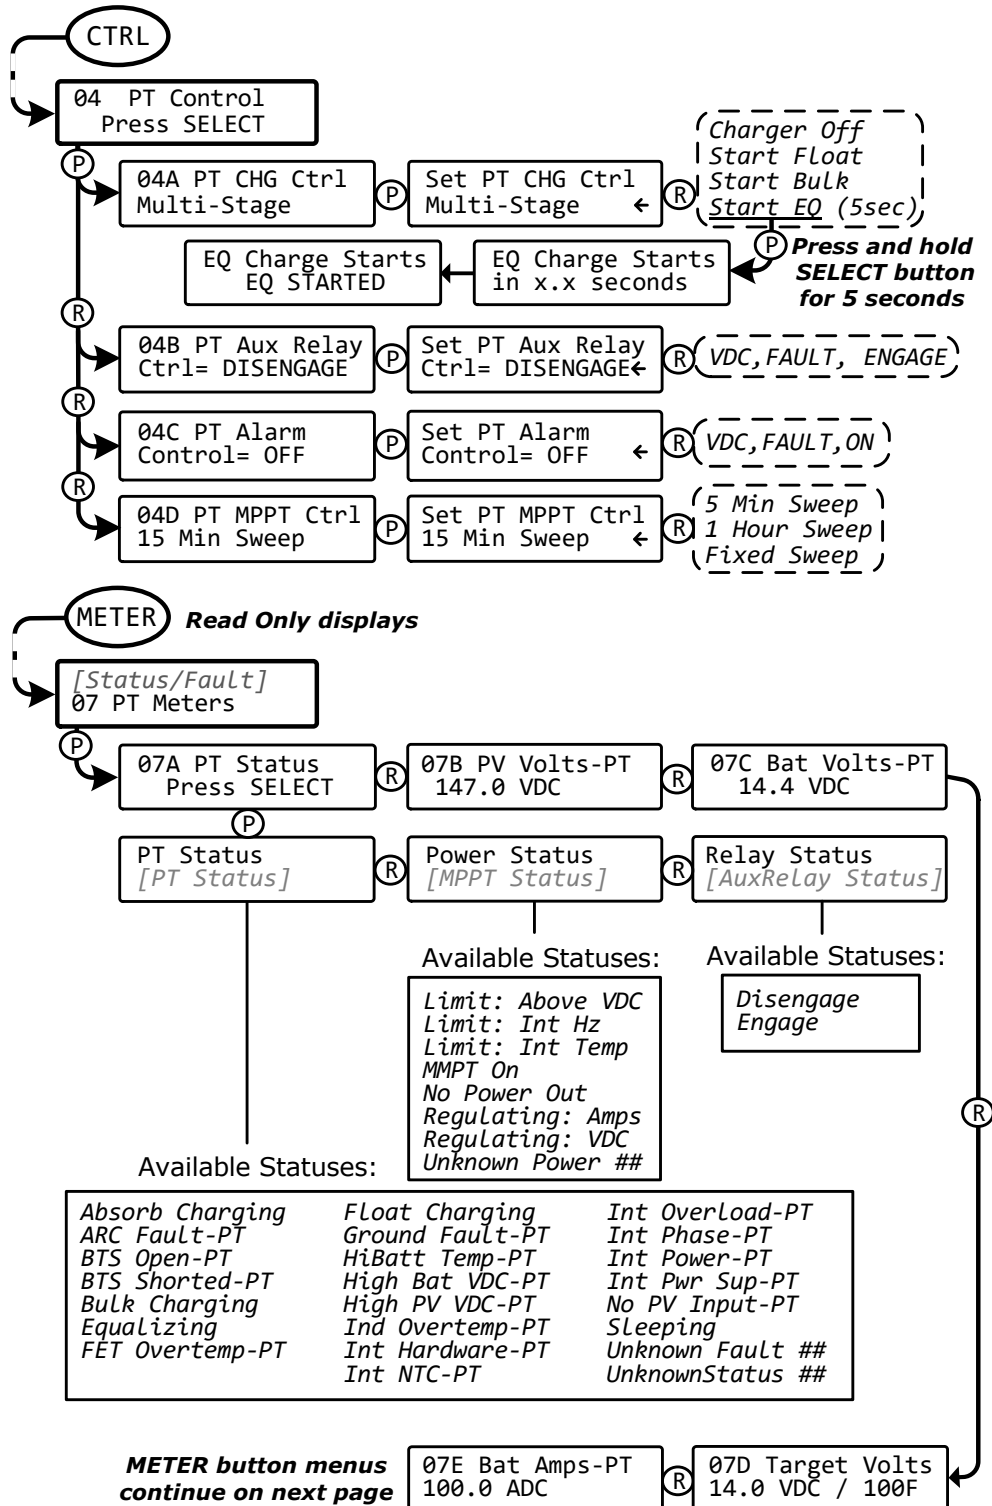 CTRL
04 PT Control
Press SELECT
P
04A PT CHG Ctrl
Multi-Stage
P
Set PT CHG Ctrl
Multi-Stage ←
R
Charger Off
Start Float
Start Bulk
Start EQ (5sec)
P
Press and hold
SELECT button
for 5 seconds
EQ Charge Starts
in x.x seconds
EQ Charge Starts
EQ STARTED
R
04B PT Aux Relay
Ctrl= DISENGAGE
P
Set PT Aux Relay
Ctrl= DISENGAGE←
R
VDC,FAULT, ENGAGE
R
04C PT Alarm
Control= OFF
P
Set PT Alarm
Control= OFF ←
R
VDC,FAULT,ON
R
04D PT MPPT Ctrl
15 Min Sweep
P
Set PT MPPT Ctrl
15 Min Sweep ←
R
5 Min Sweep
1 Hour Sweep
Fixed Sweep
METER
Read Only displays
[Status/Fault]
07 PT Meters
P
07A PT Status
Press SELECT
R
07B PV Volts-PT
147.0 VDC
R
07C Bat Volts-PT
14.4 VDC
P
PT Status
[PT Status]
R
Power Status
[MPPT Status]
R
Relay Status
[AuxRelay Status]
Available Statuses:
Limit: Above VDC
Limit: Int Hz
Limit: Int Temp
MMPT On
No Power Out
Regulating: Amps
Regulating: VDC
Unknown Power ##
Available Statuses:
Disengage
Engage
R
Available Statuses:
Absorb Charging
ARC Fault-PT
BTS Open-PT
BTS Shorted-PT
Bulk Charging
Equalizing
FET Overtemp-PT
Float Charging
Ground Fault-PT
HiBatt Temp-PT
High Bat VDC-PT
High PV VDC-PT
Ind Overtemp-PT
Int Hardware-PT
Int NTC-PT
Int Overload-PT
Int Phase-PT
Int Power-PT
Int Pwr Sup-PT
No PV Input-PT
Sleeping
Unknown Fault ##
UnknownStatus ##
METER button menus
continue on next page
07E Bat Amps-PT
100.0 ADC
R
07D Target Volts
14.0 VDC / 100F